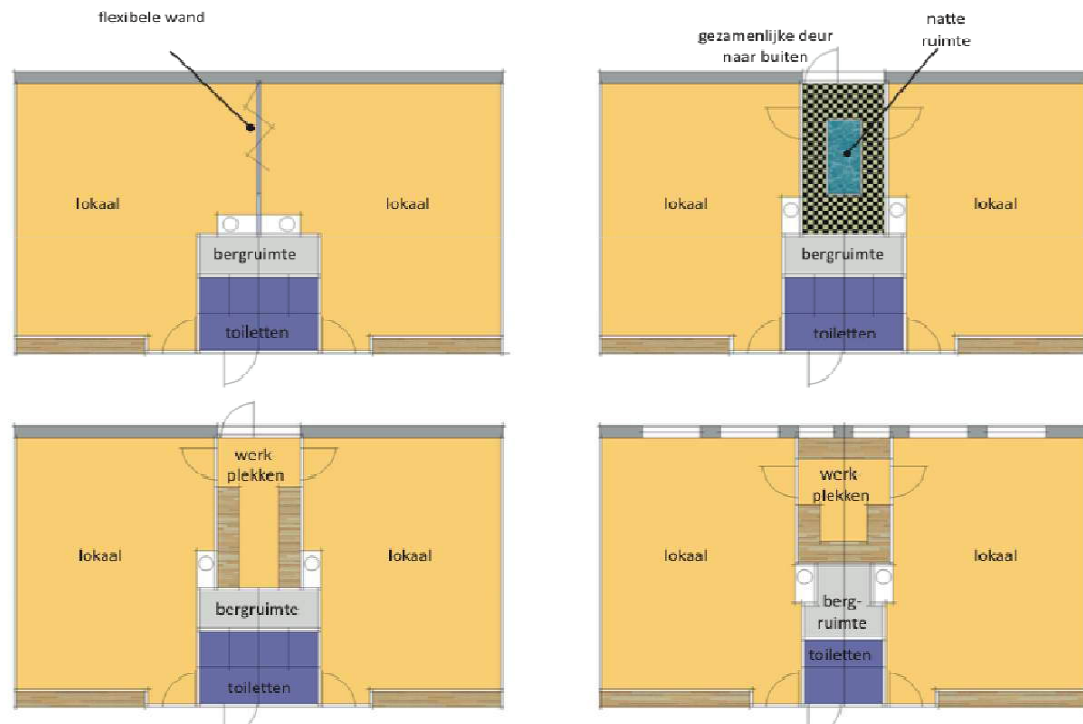 flexibele wand
lokaal
lokaal
bergruimte
toiletten
gezamenlijke deur
naar buiten
natte
ruimte
lokaal
lokaal
bergruimte
toiletten
werk
plekken
lokaal
lokaal
bergruimte
toiletten
werk
plekken
lokaal
lokaal
berg-
ruimte
toiletten